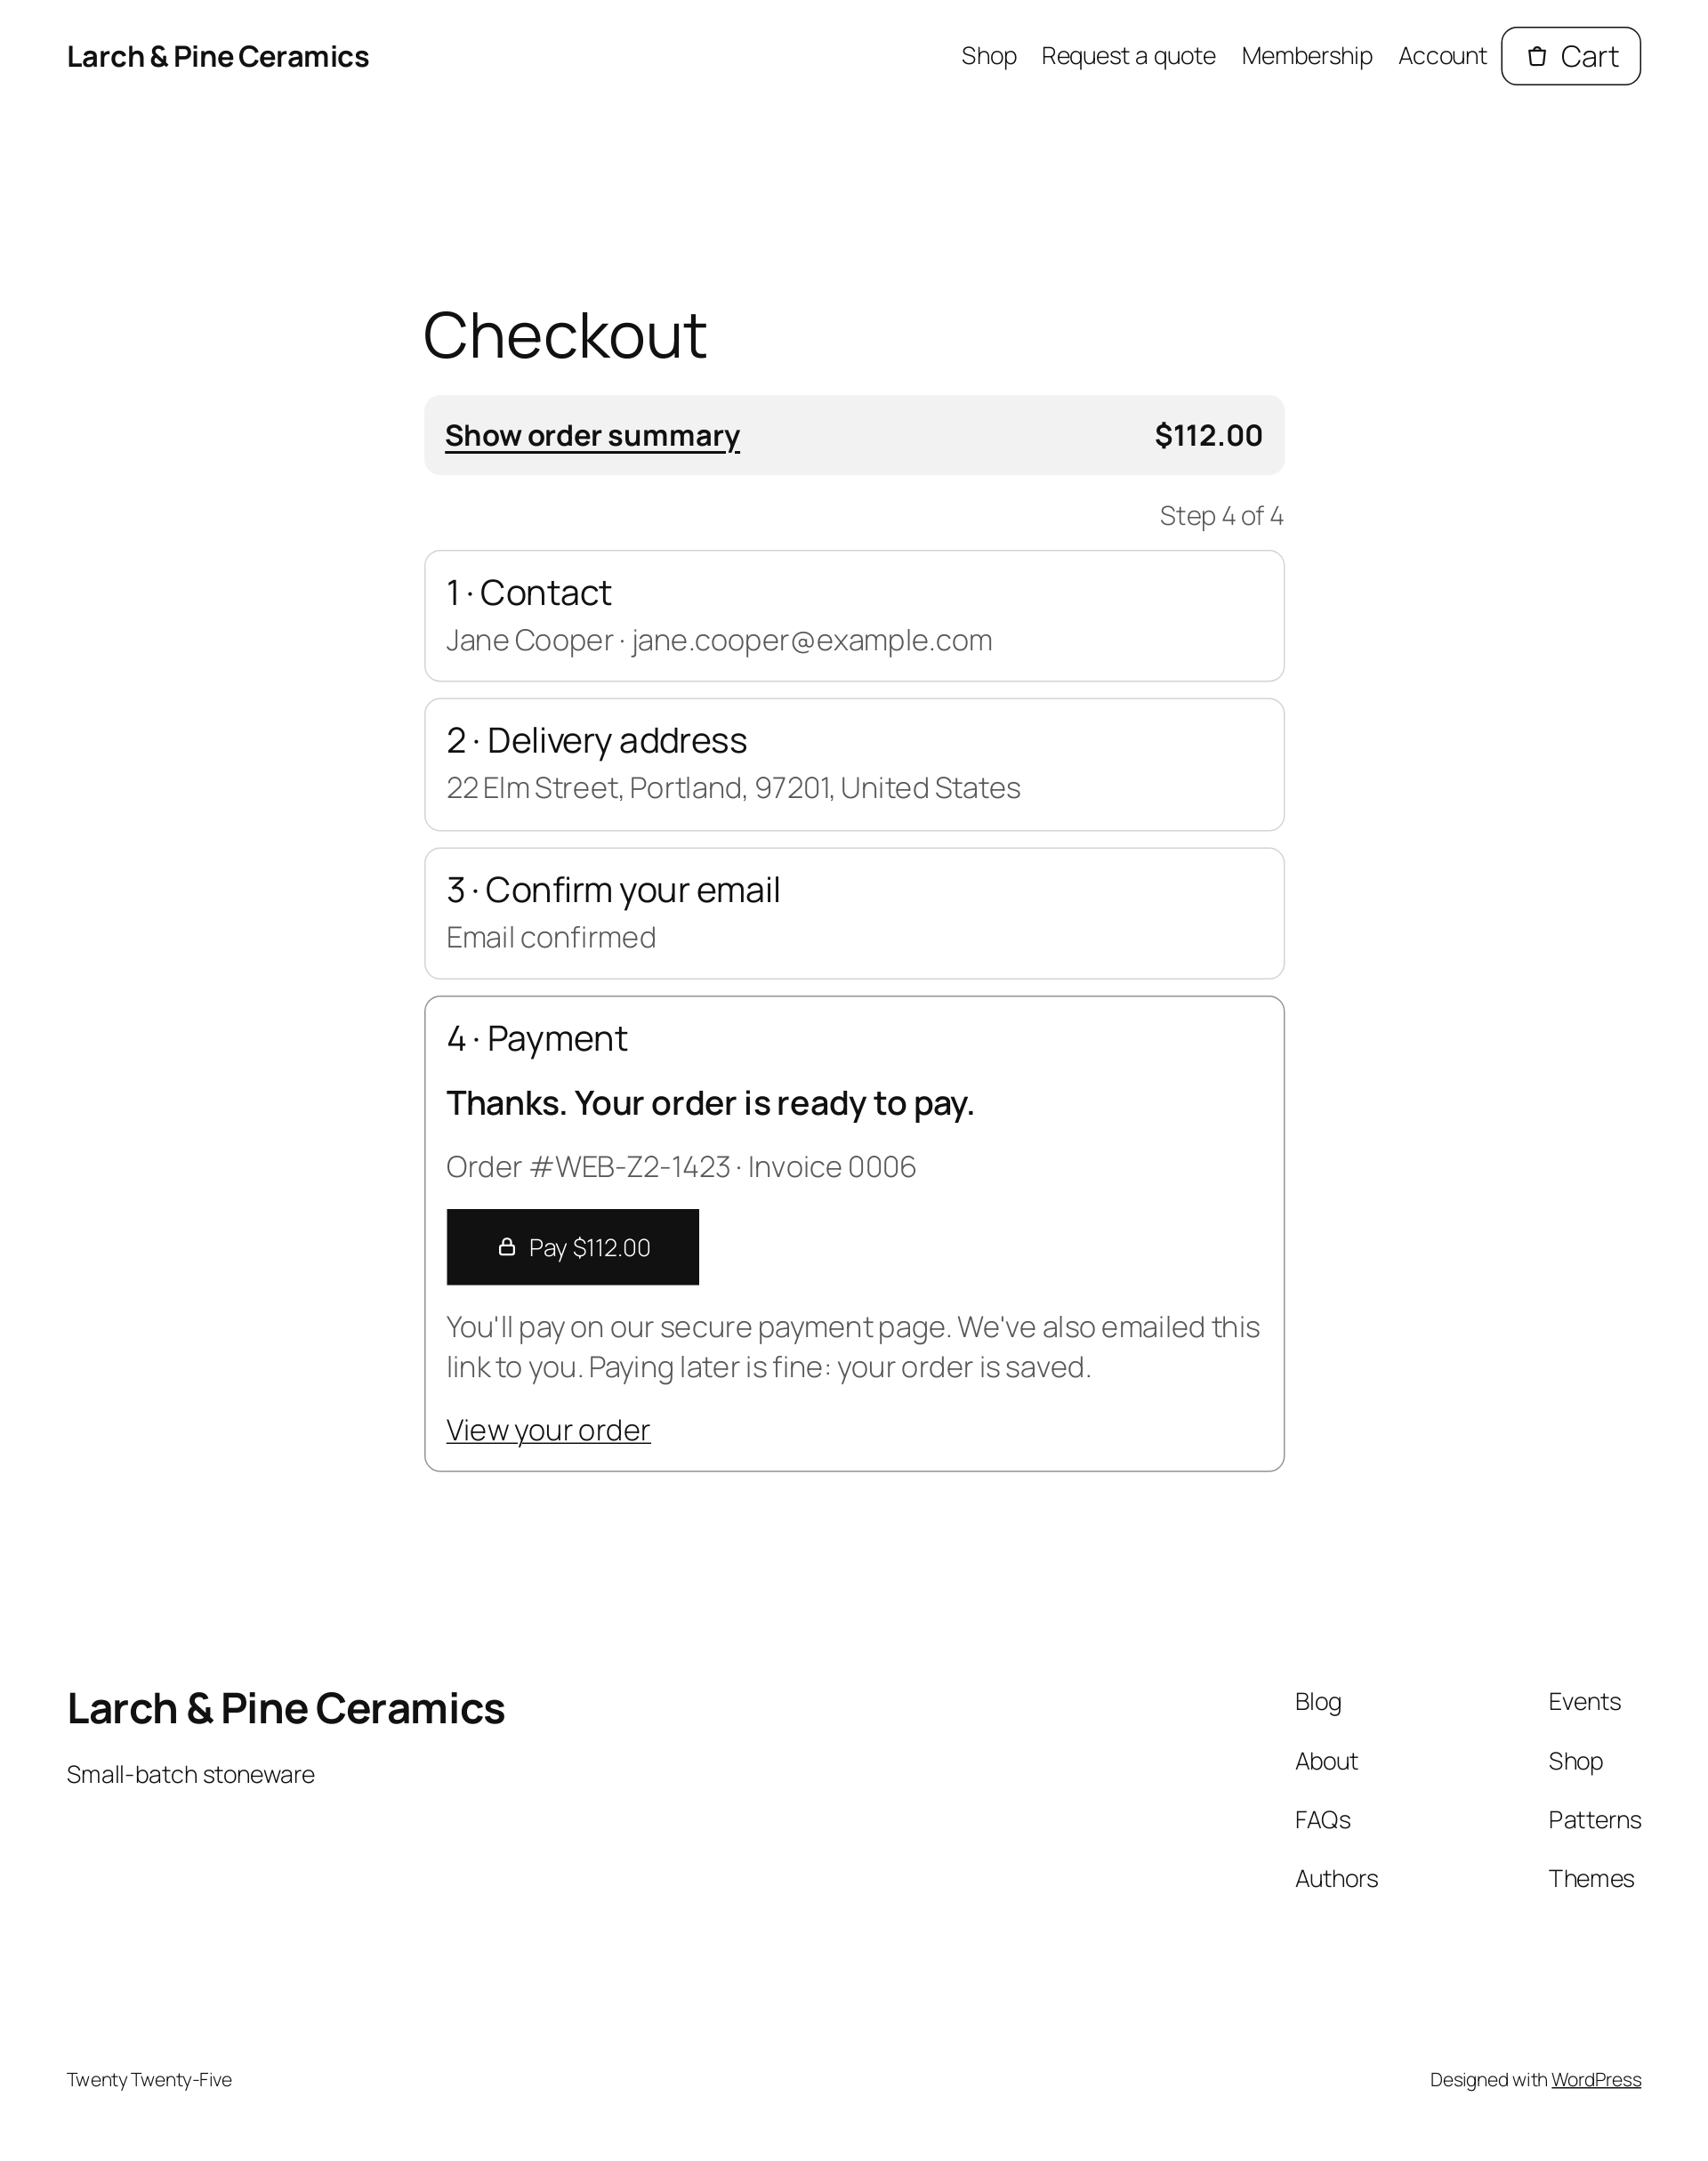 Larch & Pine Ceramics
Shop
Request a quote
Membership
Account
Cart
Checkout
Show order summary
$112.00
Step 4 of 4
1 · Contact
Jane Cooper · jane.cooper@example.com
2 · Delivery address
22 Elm Street, Portland, 97201, United States
3 · Confirm your email
Email confirmed
4 · Payment
Thanks. Your order is ready to pay.
Order #WEB-Z2-1423 · Invoice 0006
Pay $112.00
You'll pay on our secure payment page. We've also emailed this
link to you. Paying later is fine: your order is saved.
View your order
Larch & Pine Ceramics
Small-batch stoneware
Blog
About
FAQs
Authors
Events
Shop
Patterns
Themes
Twenty Twenty-Five
Designed with WordPress